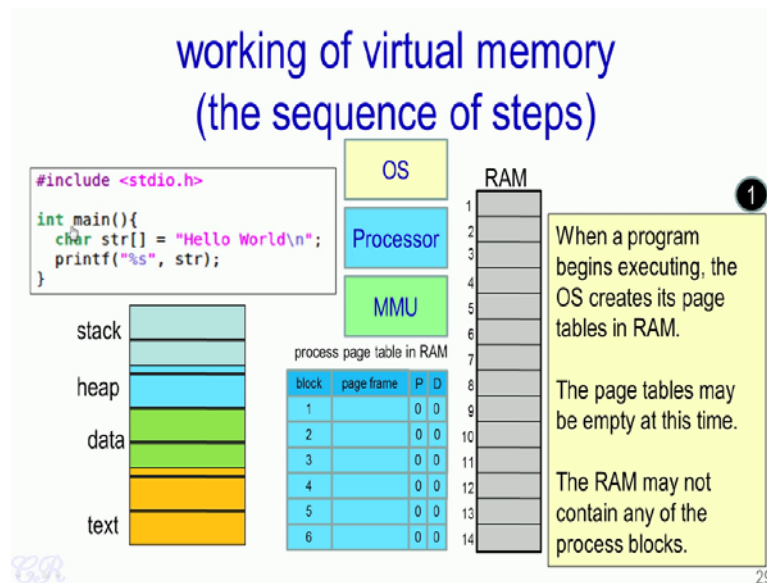 working of virtual memory
(the sequence of steps)
#include <stdio.h>
int main(){
char str[] = "Hello World\n";
printf("%s", str);
}
OS
Processor
MMU
RAM
1
2
3
4
5
6
7
8
9
10
11
12
13
14
1
When a program
begins executing, the
OS creates its page
tables in RAM.
The page tables may
be empty at this time.
The RAM may not
contain any of the
process blocks.
stack
heap
data
text
process page table in RAM
block page frame P D
1 0 0
2 0 0
3 0 0
4 0 0
5 0 0
6 0 0
CR